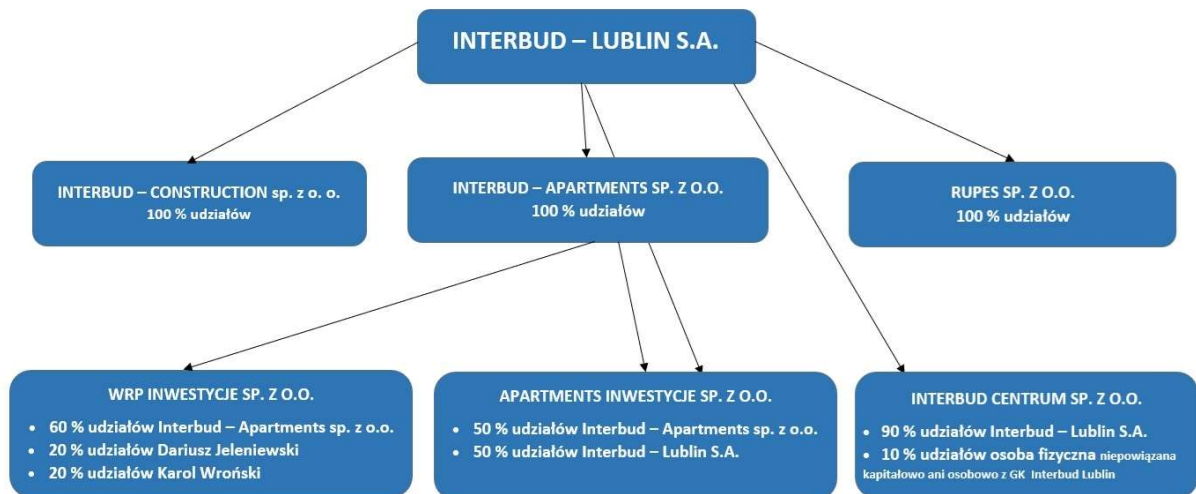 INTERBUD – LUBLIN S.A.
INTERBUD – CONSTRUCTION sp. z o. o.
100 % udziałów
INTERBUD – APARTMENTS SP. Z O.O.
100 % udziałów
RUPES SP. Z O.O.
100 % udziałów
WRP INWESTYCJE SP. Z O.O.
• 60 % udziałów Interbud – Apartments sp. z o.o.
• 20 % udziałów Dariusz Jeleniewski
• 20 % udziałów Karol Wroński
APARTMENTS INWESTYCJE SP. Z O.O.
• 50 % udziałów Interbud – Apartments sp. z o.o.
• 50 % udziałów Interbud – Lublin S.A.
INTERBUD CENTRUM SP. Z O.O.
• 90 % udziałów Interbud – Lublin S.A.
• 10 % udziałów osoba fizyczna niepowiązana
kapitałowo ani osobowo z GK Interbud Lublin